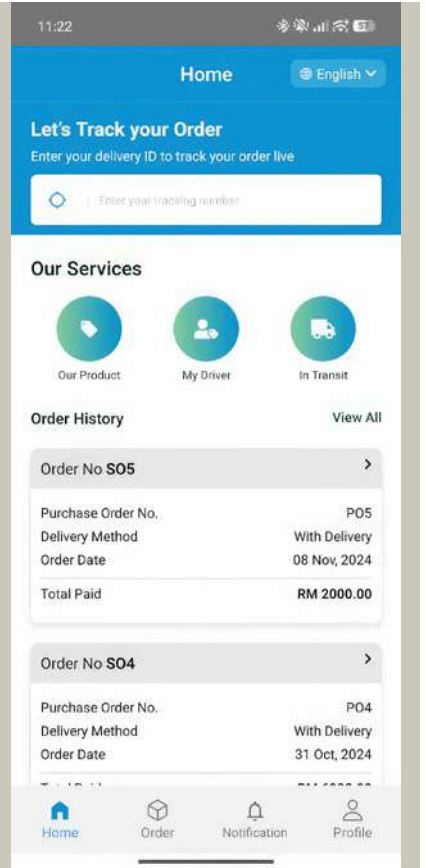 11:22
Home
English
Let's Track your Order
Enter your delivery ID to track your order live
Enter your tracking number
Our Services
Our Product My Driver In Transit
Order History View All
Order No SO5
Purchase Order No. PO5
Delivery Method With Delivery
Order Date 08 Nov, 2024
Total Paid RM 2000.00
Order No SO4
Purchase Order No. PO4
Delivery Method With Delivery
Order Date 31 Oct, 2024
Home Order Notification Profile